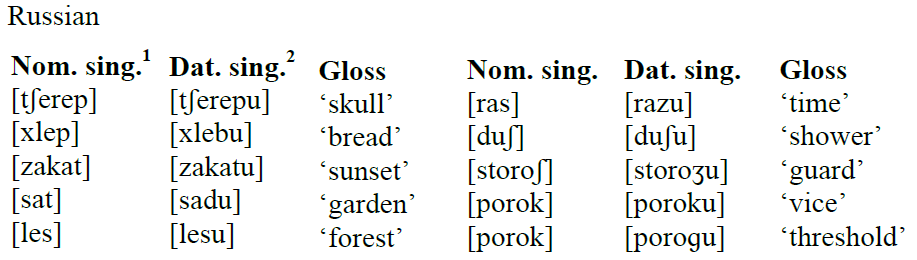 Russian
Nom. sing.¹ Dat. sing.² Gloss Nom. sing. Dat. sing. Gloss
[tʃerep] [tʃerepu] ‘skull’ [ras] [razu] ‘time’
[xlep] [xlebu] ‘bread’ [duʃ] [duʃu] ‘shower’
[zakat] [zakatu] ‘sunset’ [storoʃ] [storoʒu] ‘guard’
[sat] [sadu] ‘garden’ [porok] [poroku] ‘vice’
[les] [lesu] ‘forest’ [porok] [poroɡu] ‘threshold’